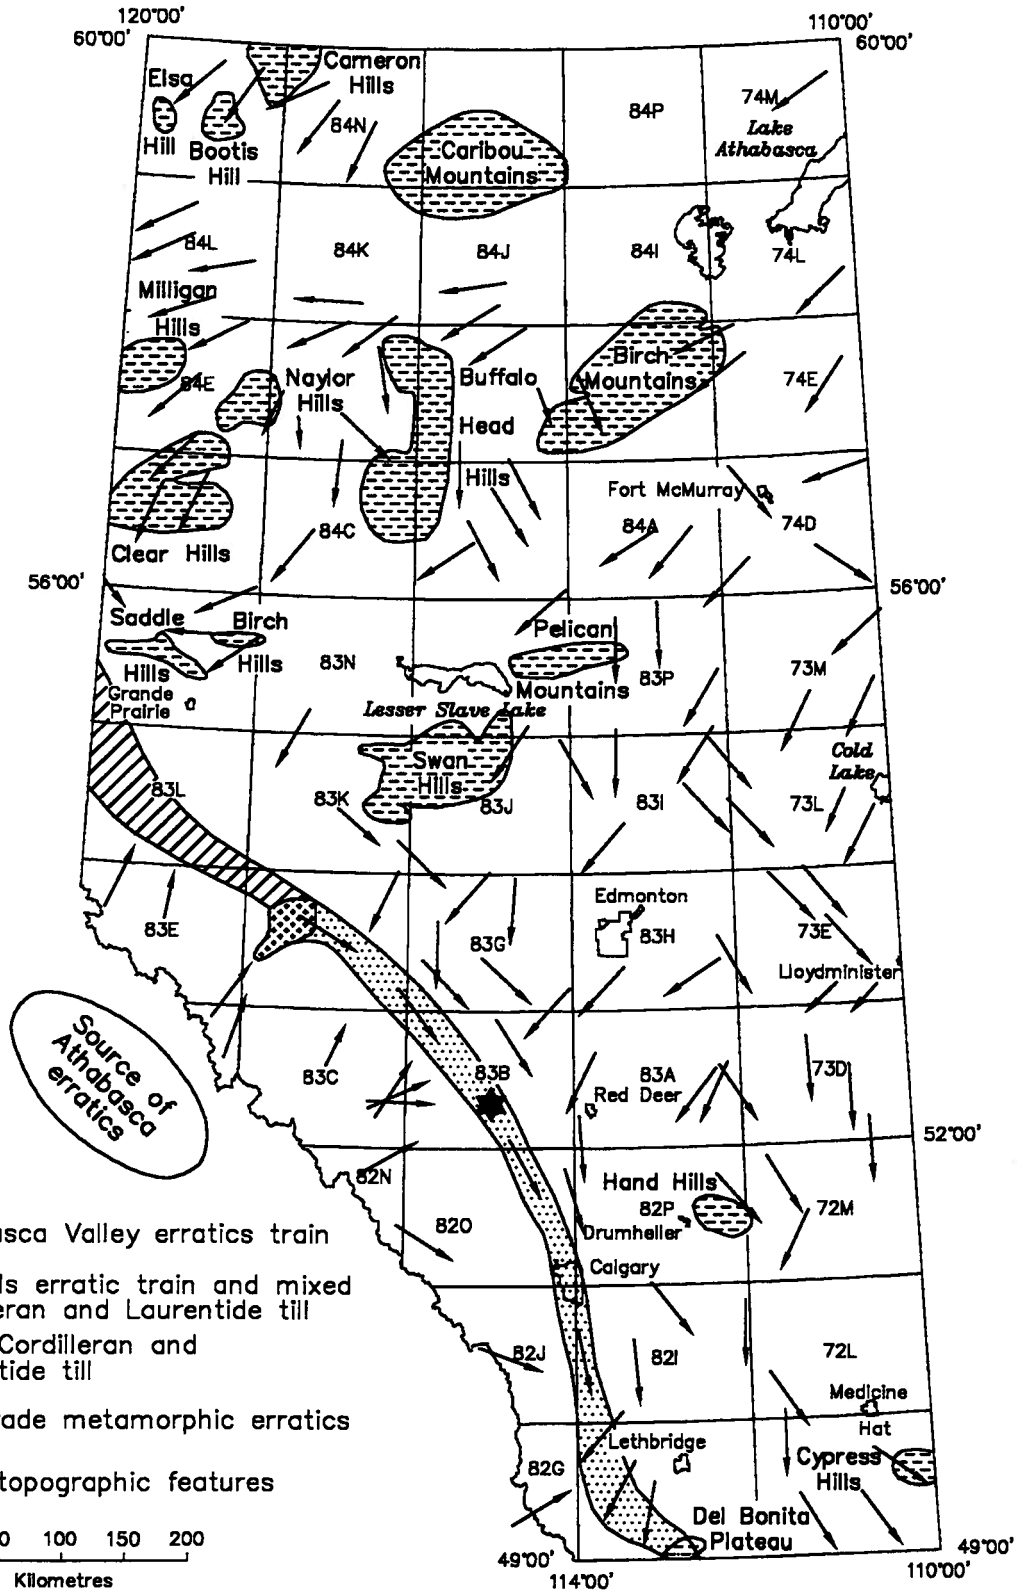 120°00'
60°00'
110°00'
60°00'
Cameron
Hills
Elsa
Hill
Bootis
Hill
84N
84P
74M
Lake
Athabasca
Caribou
Mountains
84L
84K
84J
84I
74L
Milligan
Hills
84E
Naylor
Hills
Buffalo
Head
Hills
Birch
Mountains
74E
Fort McMurray
84C
84A
74D
Clear Hills
56°00'
56°00'
Saddle
Hills
Birch
Hills
83N
Pelican
Mountains
83P
73M
Grande
Prairie
Lesser Slave Lake
Swan
Hills
Cold
Lake
83L
83K
83J
83I
73L
Edmonton
83E
83G
83H
73E
Lloydminister
Source of
Athabasca
erratics
83C
83B
83A
73D
Red Deer
52°00'
82N
Hand Hills
82O
82P
72M
Drumheller
Calgary
82J
82I
72L
Medicine
Hat
Lethbridge
82G
Cypress
Hills
Del Bonita
Plateau
49°00'
114°00'
49°00'
110°00'
sca Valley erratics train
ls erratic train and mixed
eran and Laurentide till
Cordilleran and
tide till
rade metamorphic erratics
topographic features
0 100 150 200
Kilometres